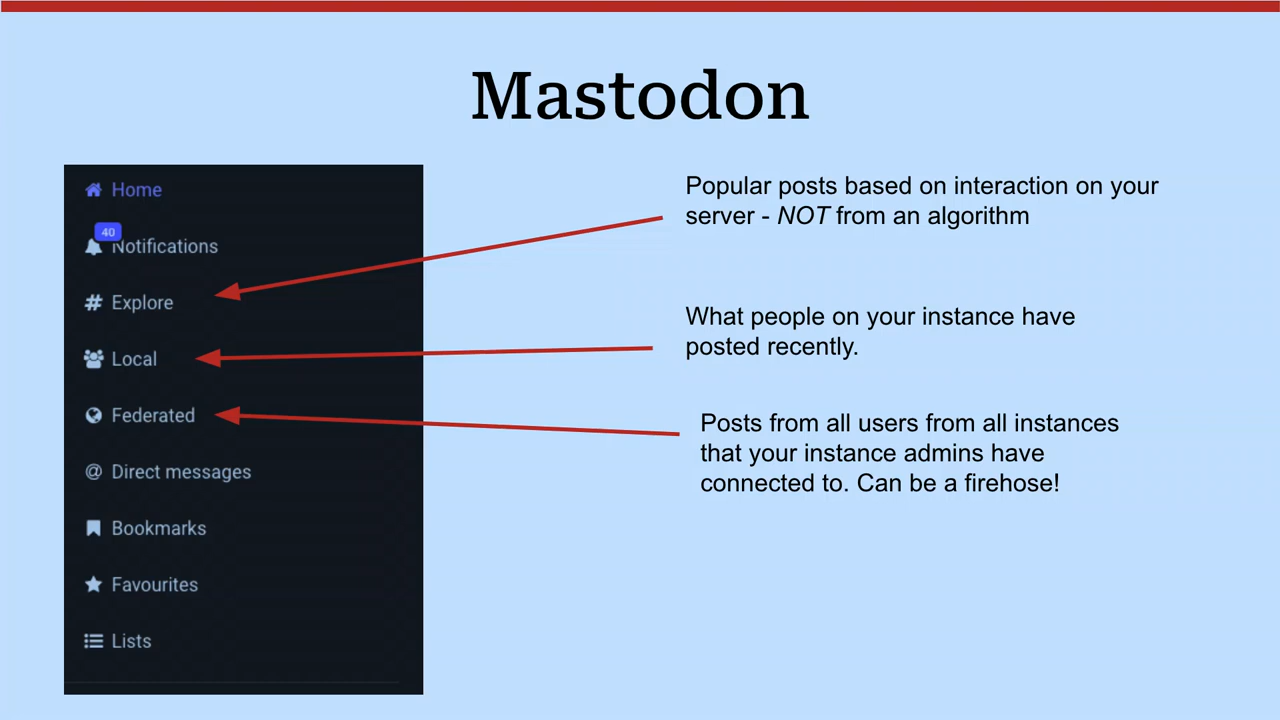 Mastodon
Home
40
Notifications
Explore
Local
Federated
Direct messages
Bookmarks
Favourites
Lists
Popular posts based on interaction on your
server - NOT from an algorithm
What people on your instance have
posted recently.
Posts from all users from all instances
that your instance admins have
connected to. Can be a firehose!